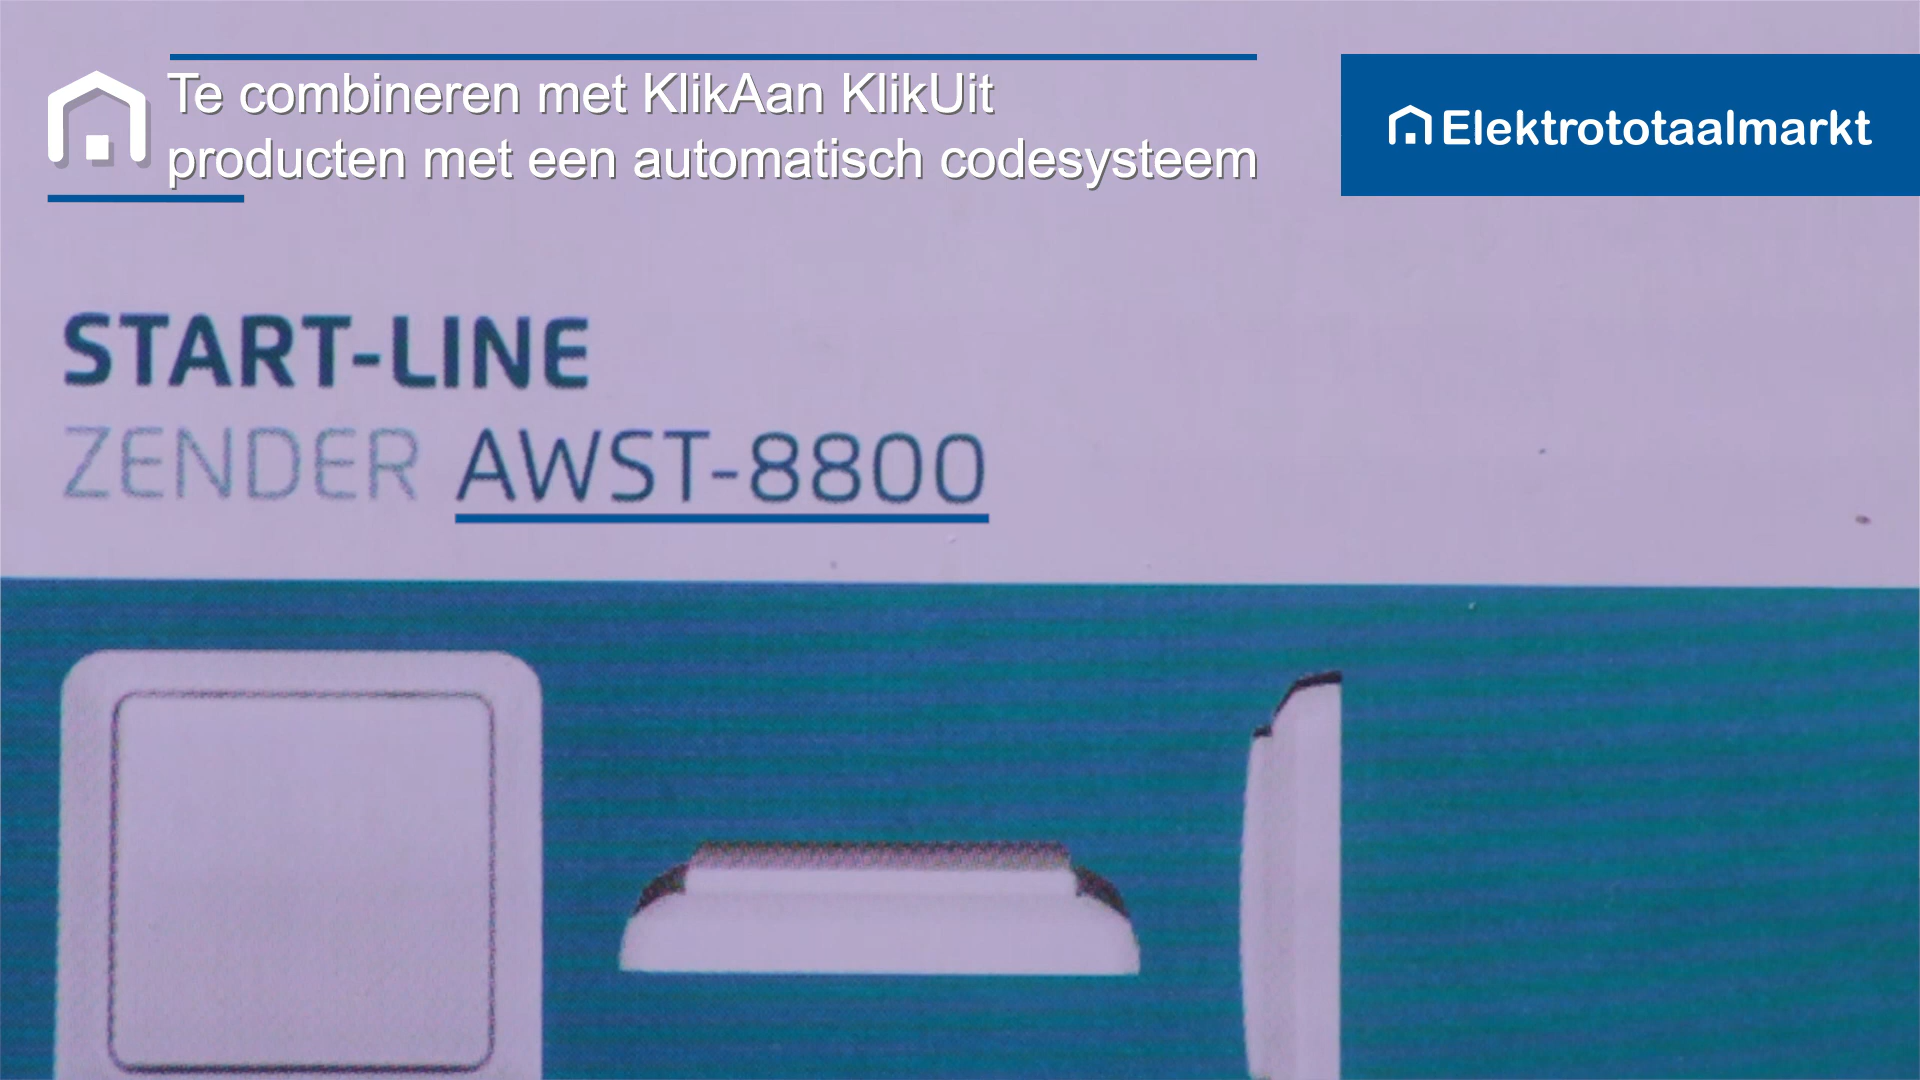 Te combineren met KlikAan KlikUit
producten met een automatisch codesysteem
Elektrototaalmarkt
START-LINE
ZENDER AWST-8800